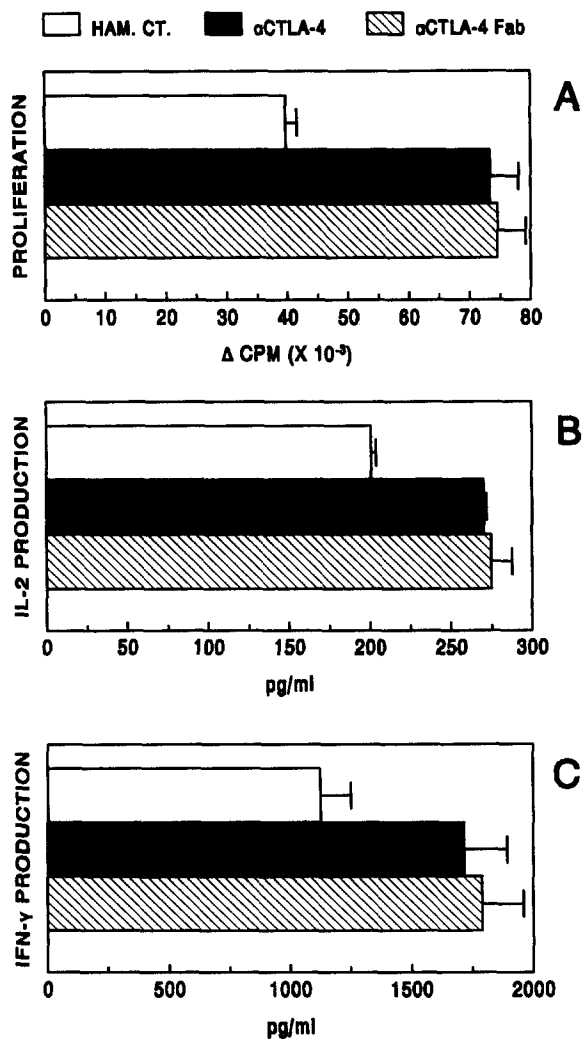 HAM. CT. αCTLA-4 αCTLA-4 Fab
A
PROLIFERATION
0 10 20 30 40 50 60 70 80
Δ CPM (X 10⁻³)
B
IL-2 PRODUCTION
0 50 100 150 200 250 300
pg/ml
C
IFN-γ PRODUCTION
0 500 1000 1500 2000
pg/ml